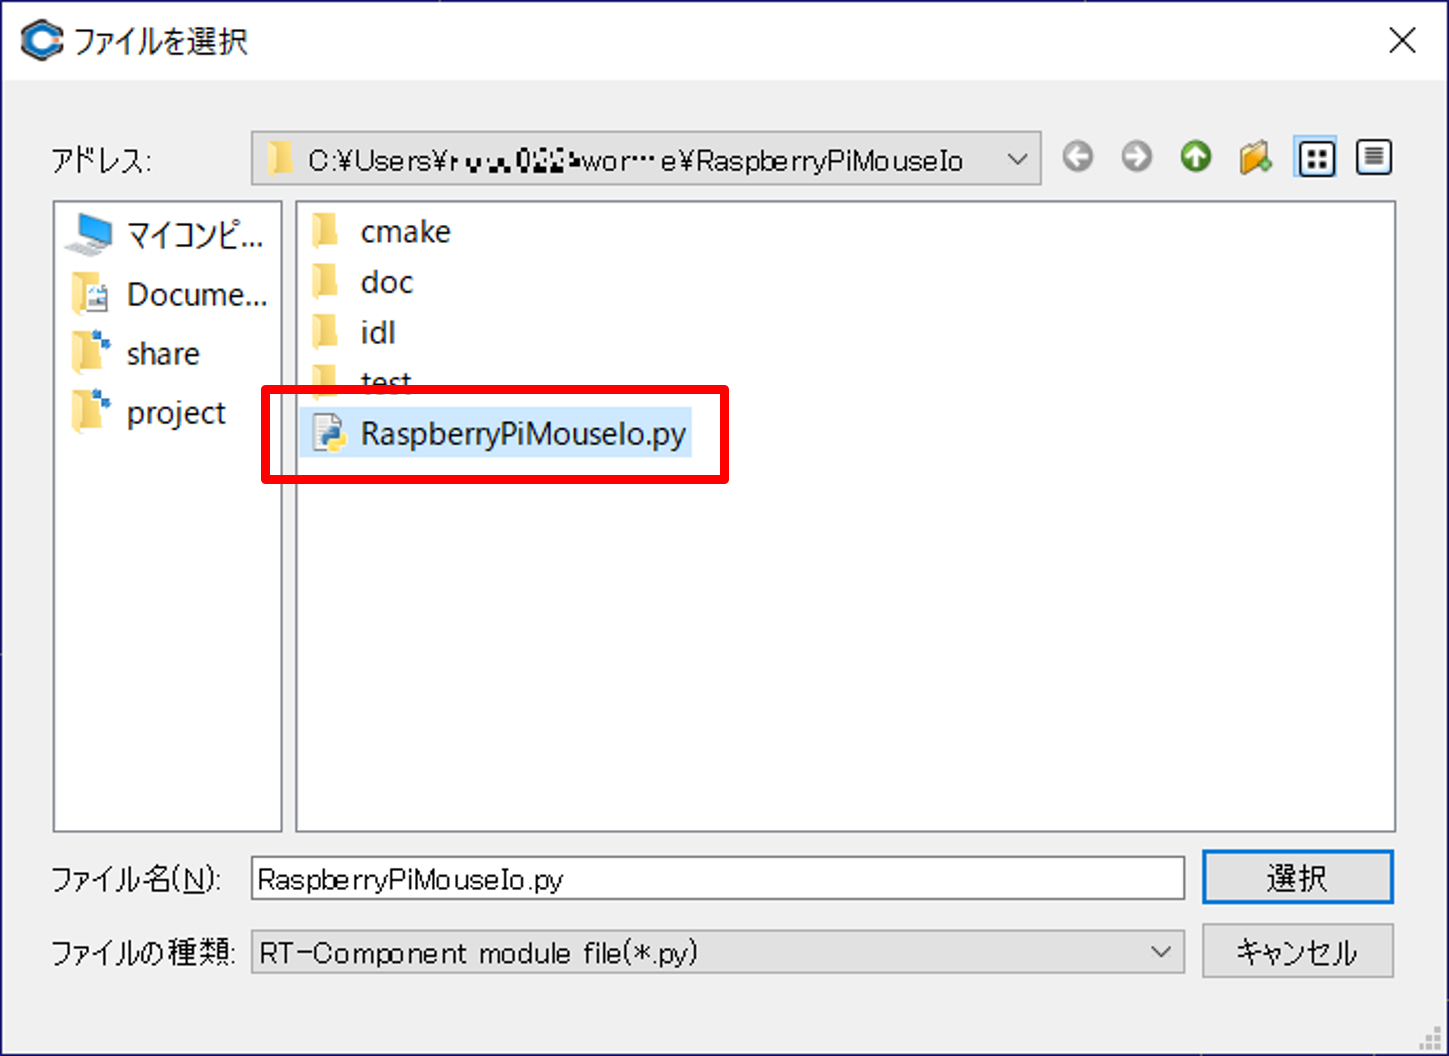 ファイルを選択
アドレス:
C:¥Users¥ wor…e¥RaspberryPiMouseIo
マイコンピ...
Docume...
share
project
cmake
doc
idl
test
RaspberryPiMouseIo.py
ファイル名(N):
RaspberryPiMouseIo.py
選択
ファイルの種類:
RT-Component module file(*.py)
キャンセル